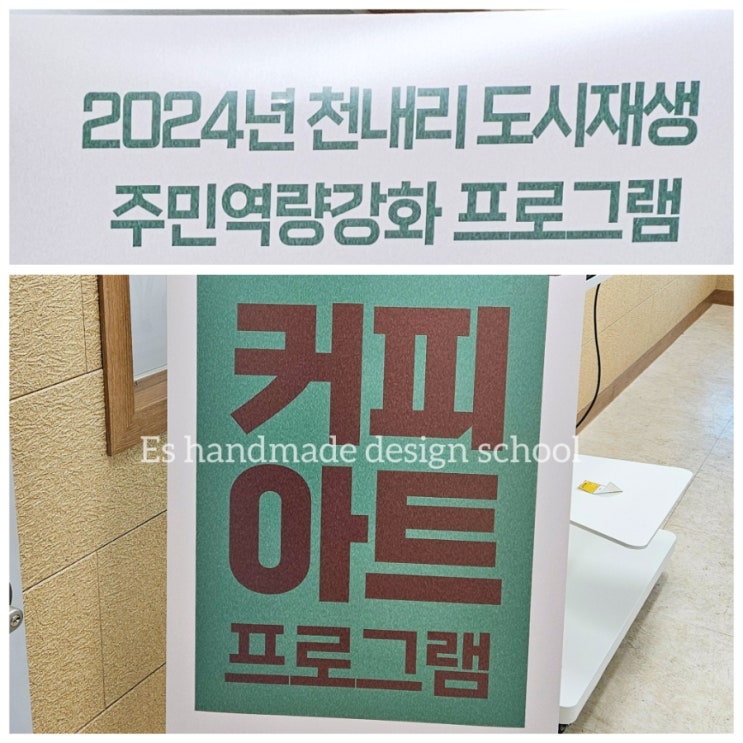 2024년 천내리 도시재생
주민역량강화 프로그램
커피
아트
프로그램
Es handmade design school